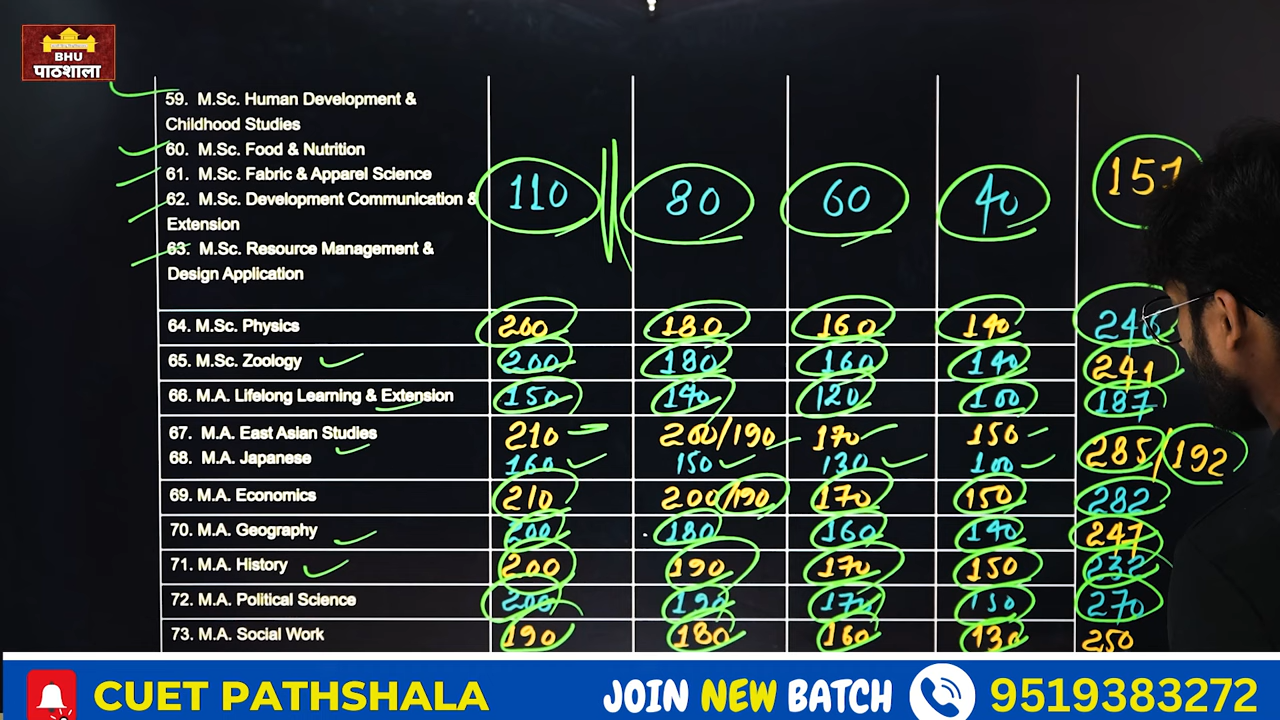 BHU
पाठशाला
59. M.Sc. Human Development &
Childhood Studies
60. M.Sc. Food & Nutrition
61. M.Sc. Fabric & Apparel Science
62. M.Sc. Development Communication &
Extension
63. M.Sc. Resource Management &
Design Application
110 80 60 40 151
64. M.Sc. Physics 200 180 160 140
65. M.Sc. Zoology 200 180 160 140 241
66. M.A. Lifelong Learning & Extension 150 140 120 100 187
67. M.A. East Asian Studies 210 200/190 170 150
68. M.A. Japanese 160 150 130 100
285/192
69. M.A. Economics 210 200/190 170 150 282
70. M.A. Geography 200 180 160 140 247
71. M.A. History 200 190 170 150 232
72. M.A. Political Science 200 190 170 150 270
73. M.A. Social Work 190 180 160 130 250
CUET PATHSHALA JOIN NEW BATCH 9519383272